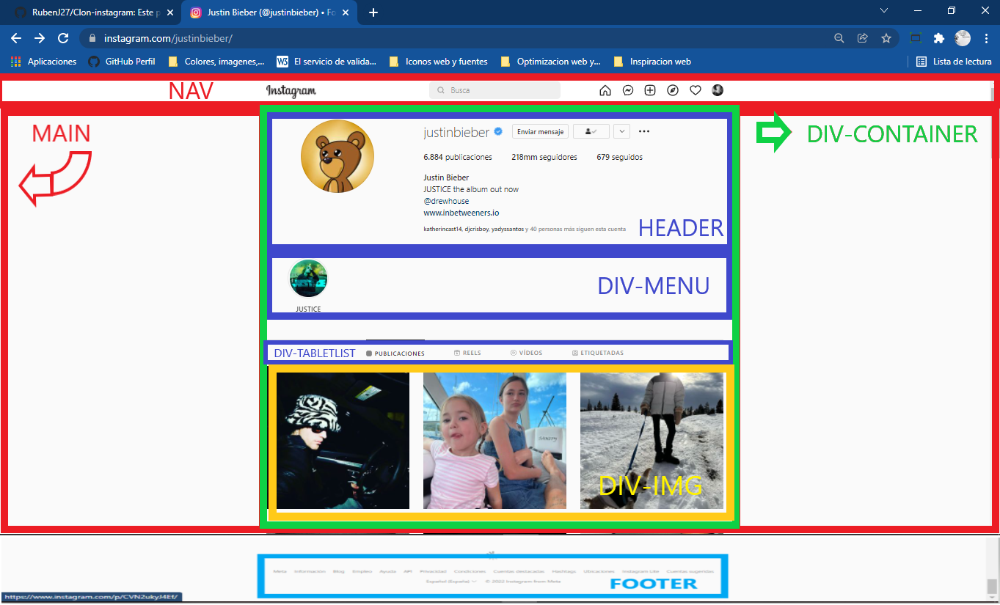 RubenJ27/Clon-instagram: Este p
Justin Bieber (@justinbieber) • Fo
instagram.com/justinbieber/
Aplicaciones
GitHub Perfil
Colores, imagenes,...
W3
El servicio de valida...
Iconos web y fuentes
Optimizacion web y...
Inspiracion web
Lista de lectura
NAV
Instagram
Busca
MAIN
DIV-CONTAINER
justinbieber
Enviar mensaje
6.884 publicaciones
218mm seguidores
679 seguidos
Justin Bieber
JUSTICE the album out now
@drewhouse
www.inbetweeners.io
katherincast14, djcrisboy, yadyssantos y 40 personas más siguen esta cuenta
HEADER
JUSTICE
DIV-MENU
DIV-TABLETLIST
PUBLICACIONES
REELS
VÍDEOS
ETIQUETADAS
DIV-IMG
Meta Información Blog Empleo Ayuda API Privacidad Condiciones Cuentas destacadas Hashtags Ubicaciones Instagram Lite Cuentas sugeridas
Español (España) © 2022 Instagram from Meta
FOOTER
https://www.instagram.com/p/CVN2ukyJ4Ef/